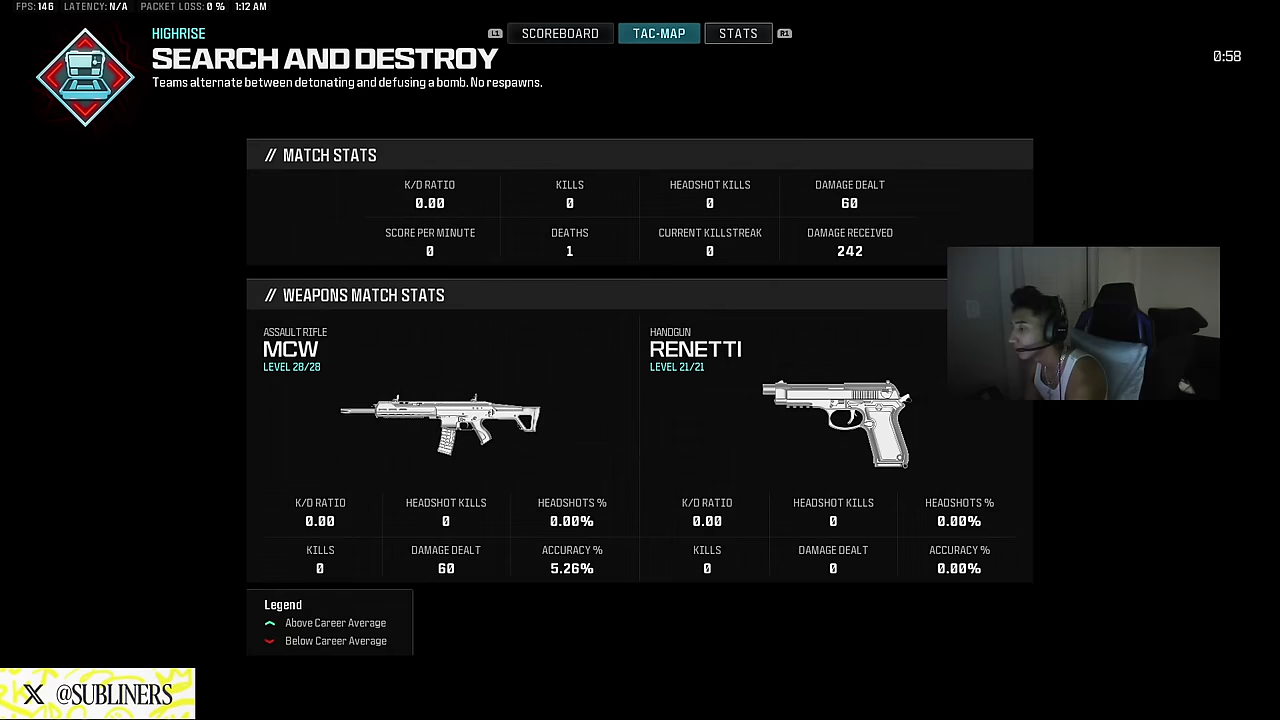 FPS: 146 LATENCY: N/A PACKET LOSS: 0 % 1:12 AM
HIGHRISE
SEARCH AND DESTROY
Teams alternate between detonating and defusing a bomb. No respawns.
L1 SCOREBOARD TAC-MAP STATS R1
0:58
// MATCH STATS
K/D RATIO KILLS HEADSHOT KILLS DAMAGE DEALT
0.00 0 0 60
SCORE PER MINUTE DEATHS CURRENT KILLSTREAK DAMAGE RECEIVED
0 1 0 242
// WEAPONS MATCH STATS
ASSAULT RIFLE
MCW
LEVEL 28/28
K/D RATIO HEADSHOT KILLS HEADSHOTS %
0.00 0 0.00%
KILLS DAMAGE DEALT ACCURACY %
0 60 5.26%
HANDGUN
RENETTI
LEVEL 21/21
K/D RATIO HEADSHOT KILLS HEADSHOTS %
0.00 0 0.00%
KILLS DAMAGE DEALT ACCURACY %
0 0 0.00%
Legend
Above Career Average
Below Career Average
X @SUBLINERS